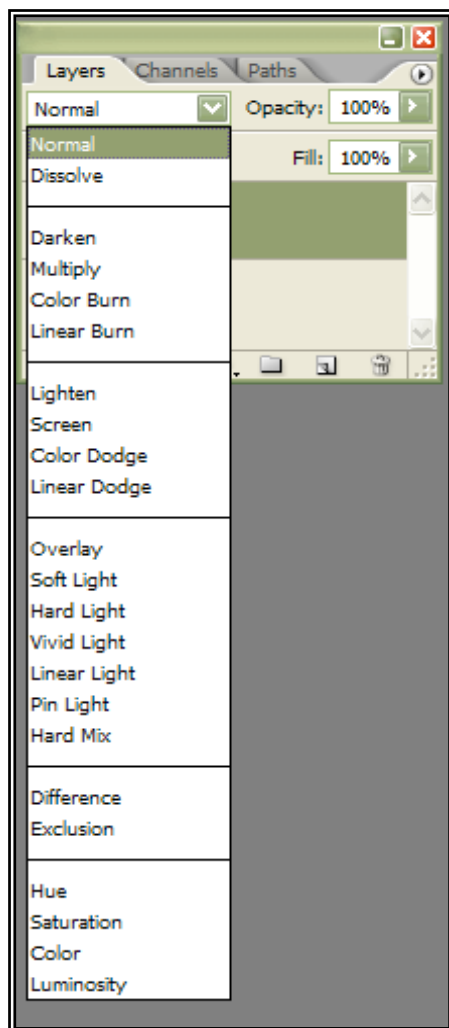 Layers Channels Paths
Normal Opacity: 100%
Normal Fill: 100%
Dissolve
Darken
Multiply
Color Burn
Linear Burn
Lighten
Screen
Color Dodge
Linear Dodge
Overlay
Soft Light
Hard Light
Vivid Light
Linear Light
Pin Light
Hard Mix
Difference
Exclusion
Hue
Saturation
Color
Luminosity